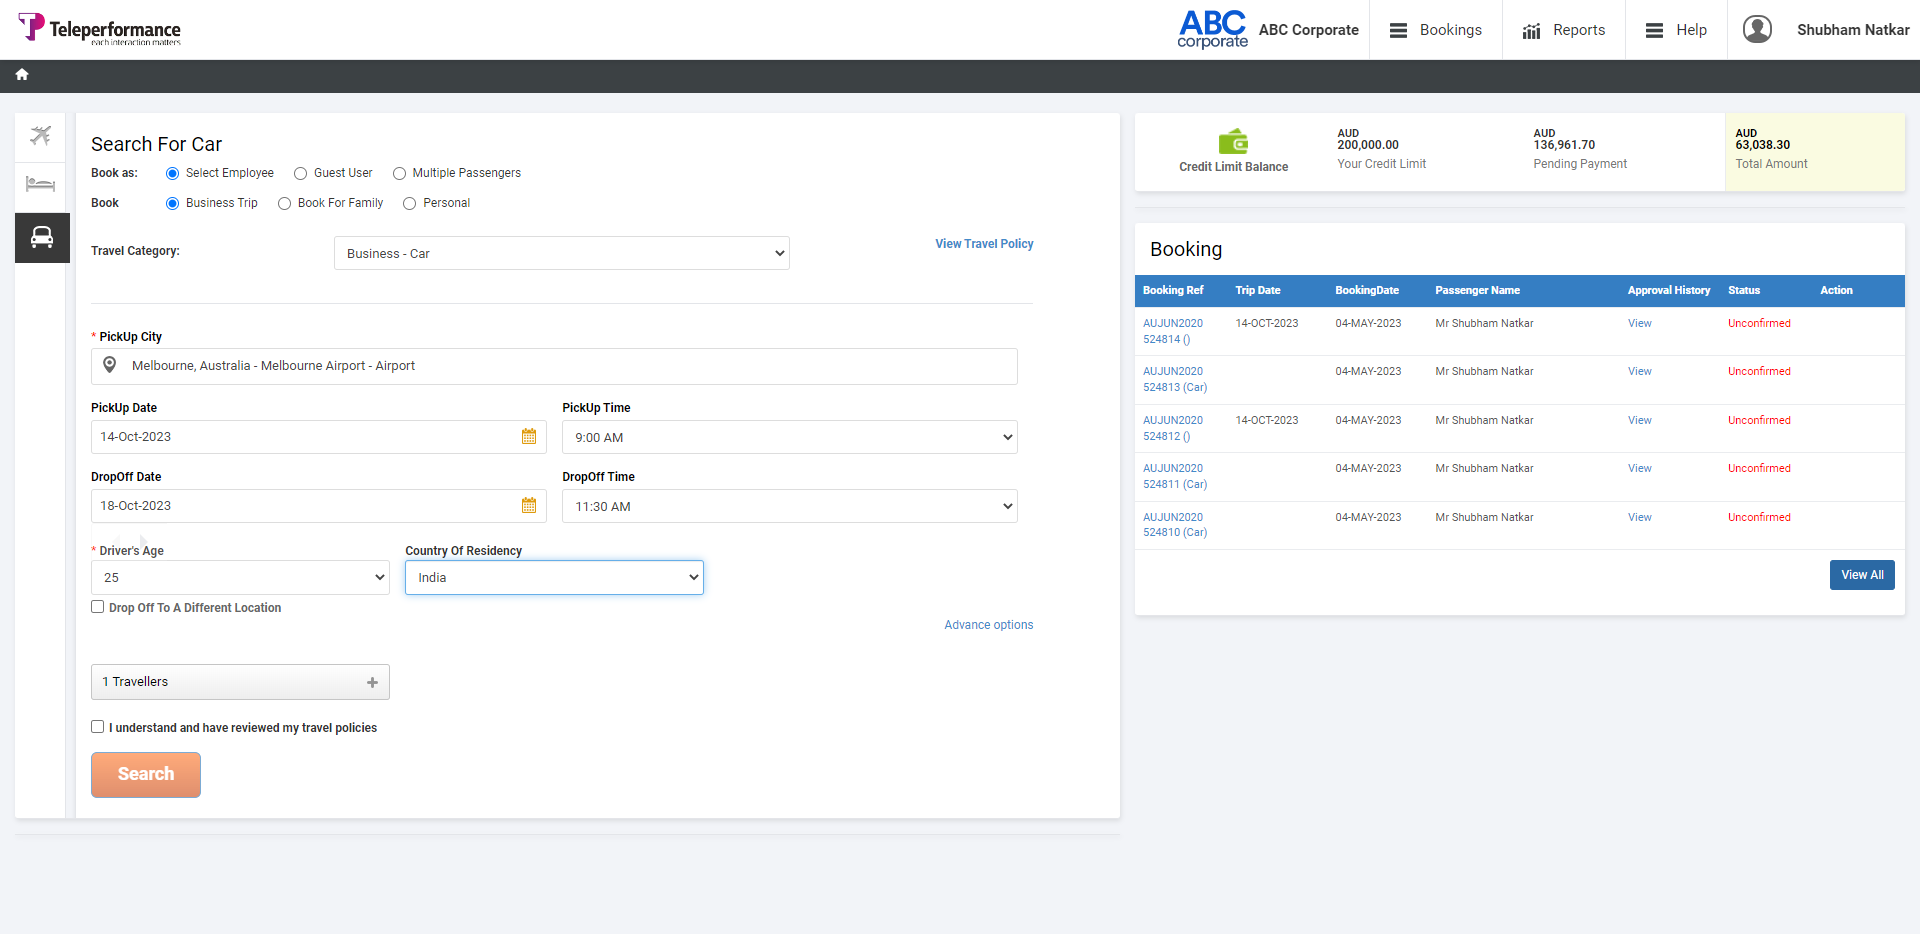 Teleperformance
each interaction matters
ABC
corporate
ABC Corporate
Bookings
Reports
Help
Shubham Natkar
Search For Car
Book as: Select Employee Guest User Multiple Passengers
Book Business Trip Book For Family Personal
Travel Category: Business - Car View Travel Policy
* PickUp City
Melbourne, Australia - Melbourne Airport - Airport
PickUp Date PickUp Time
14-Oct-2023 9:00 AM
DropOff Date DropOff Time
18-Oct-2023 11:30 AM
* Driver's Age Country Of Residency
25 India
Drop Off To A Different Location
Advance options
1 Travellers
I understand and have reviewed my travel policies
Search
Credit Limit Balance
AUD
200,000.00
Your Credit Limit
AUD
136,961.70
Pending Payment
AUD
63,038.30
Total Amount
Booking
Booking Ref Trip Date BookingDate Passenger Name Approval History Status Action
AUJUN2020 14-OCT-2023 04-MAY-2023 Mr Shubham Natkar View Unconfirmed
524814 ()
AUJUN2020 04-MAY-2023 Mr Shubham Natkar View Unconfirmed
524813 (Car)
AUJUN2020 14-OCT-2023 04-MAY-2023 Mr Shubham Natkar View Unconfirmed
524812 ()
AUJUN2020 04-MAY-2023 Mr Shubham Natkar View Unconfirmed
524811 (Car)
AUJUN2020 04-MAY-2023 Mr Shubham Natkar View Unconfirmed
524810 (Car)
View All